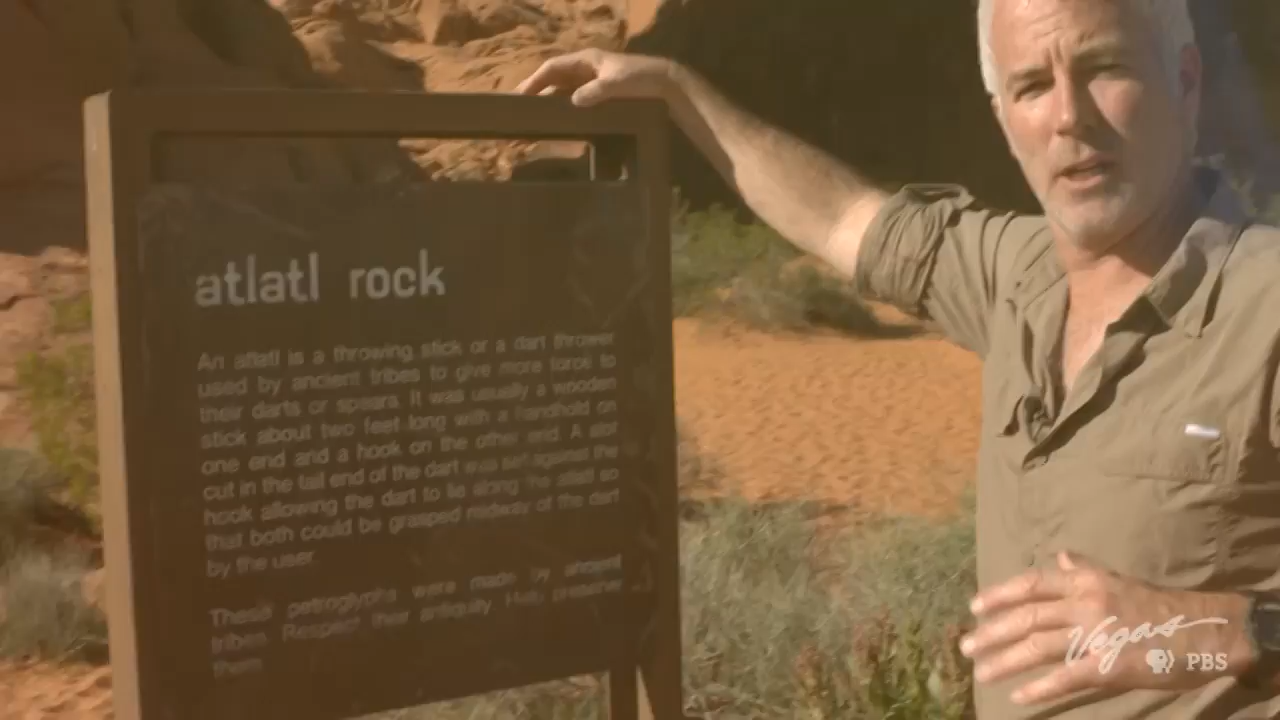 atlatl rock
An atlatl is a throwing stick or a dart thrower
used by ancient tribes to give more force to
their darts or spears. It was usually a wooden
stick about two feet long with a handhold on
one end and a hook on the other end. A slot
cut in the tail end of the dart was set against the
hook allowing the dart to lie along the atlatl so
that both could be grasped midway of the dart
by the user.
These petroglyphs were made by ancient
tribes. Respect their antiquity. Help preserve
them.
Vegas
PBS